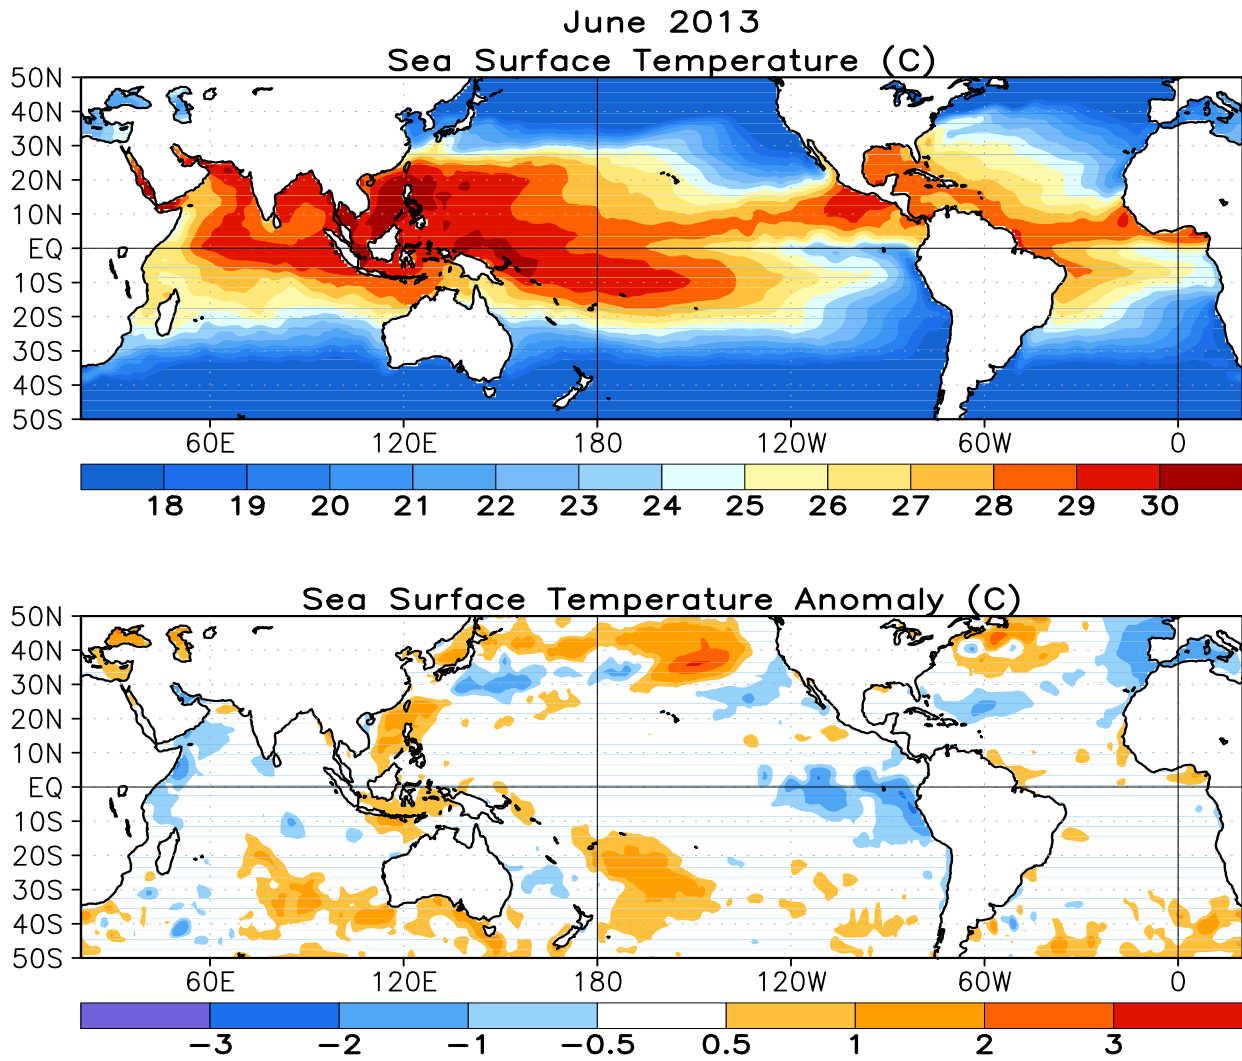 June 2013
Sea Surface Temperature (C)
50N
40N
30N
20N
10N
EQ
10S
20S
30S
40S
50S
60E 120E 180 120W 60W 0
18 19 20 21 22 23 24 25 26 27 28 29 30
Sea Surface Temperature Anomaly (C)
50N
40N
30N
20N
10N
EQ
10S
20S
30S
40S
50S
60E 120E 180 120W 60W 0
−3 −2 −1 −0.5 0.5 1 2 3